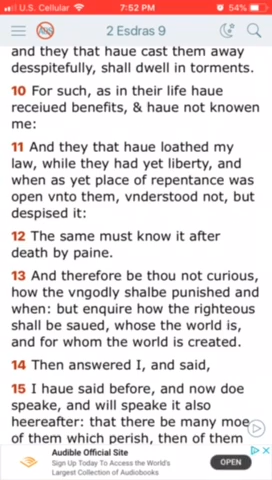 U.S. Cellular 7:52 PM 54%
2 Esdras 9
and they that haue cast them away
desspitefully, shall dwell in torments.
10 For such, as in their life haue
receiued benefits, & haue not knowen
me:
11 And they that haue loathed my
law, while they had yet liberty, and
when as yet place of repentance was
open vnto them, vnderstood not, but
despised it:
12 The same must know it after
death by paine.
13 And therefore be thou not curious,
how the vngodly shalbe punished and
when: but enquire how the righteous
shall be saued, whose the world is,
and for whom the world is created.
14 Then answered I, and said,
15 I haue said before, and now doe
speake, and will speake it also
heereafter: that there be many moe
of them which perish, then of them
Audible Official Site
Sign Up Today To Access the World's
Largest Collection of Audiobooks
OPEN